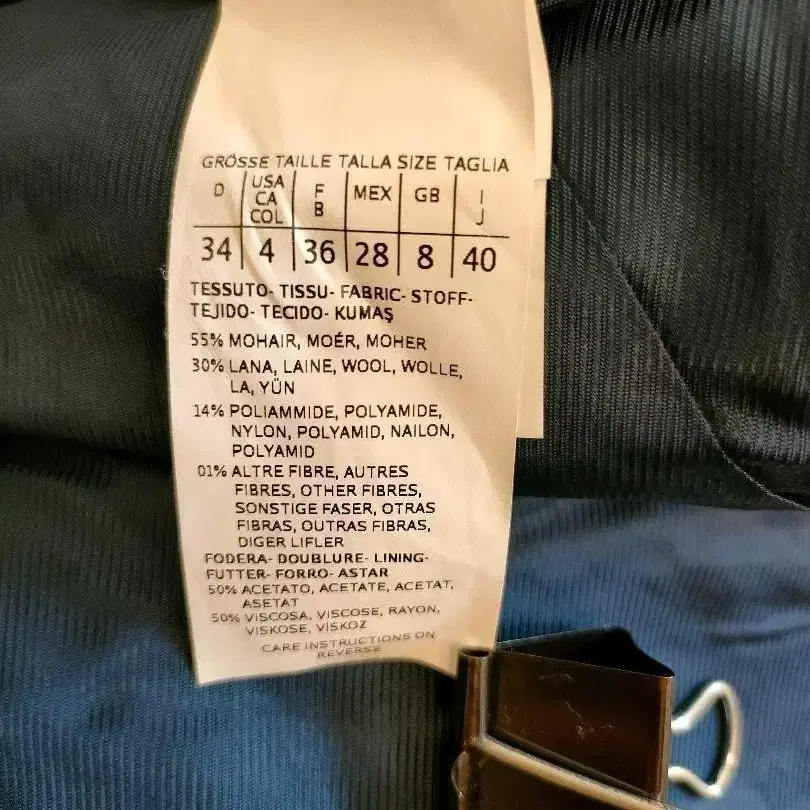 GRÖSSE TAILLE TALLA SIZE TAGLIA
D USA CA COL F B MEX GB I J
34 4 36 28 8 40
TESSUTO- TISSU- FABRIC- STOFF-
TEJIDO- TECIDO- KUMAŞ
55% MOHAIR, MOÉR, MOHER
30% LANA, LAINE, WOOL, WOLLE,
LA, YÜN
14% POLIAMMIDE, POLYAMIDE,
NYLON, POLYAMID, NAILON,
POLYAMID
01% ALTRE FIBRE, AUTRES
FIBRES, OTHER FIBRES,
SONSTIGE FASER, OTRAS
FIBRAS, OUTRAS FIBRAS,
DIGER LIFLER
FODERA- DOUBLURE- LINING-
FUTTER- FORRO- ASTAR
50% ACETATO, ACETATE, ACETAT,
ASETAT
50% VISCOSA, VISCOSE, RAYON,
VISKOSE, VISKOZ
CARE INSTRUCTIONS ON
REVERSE